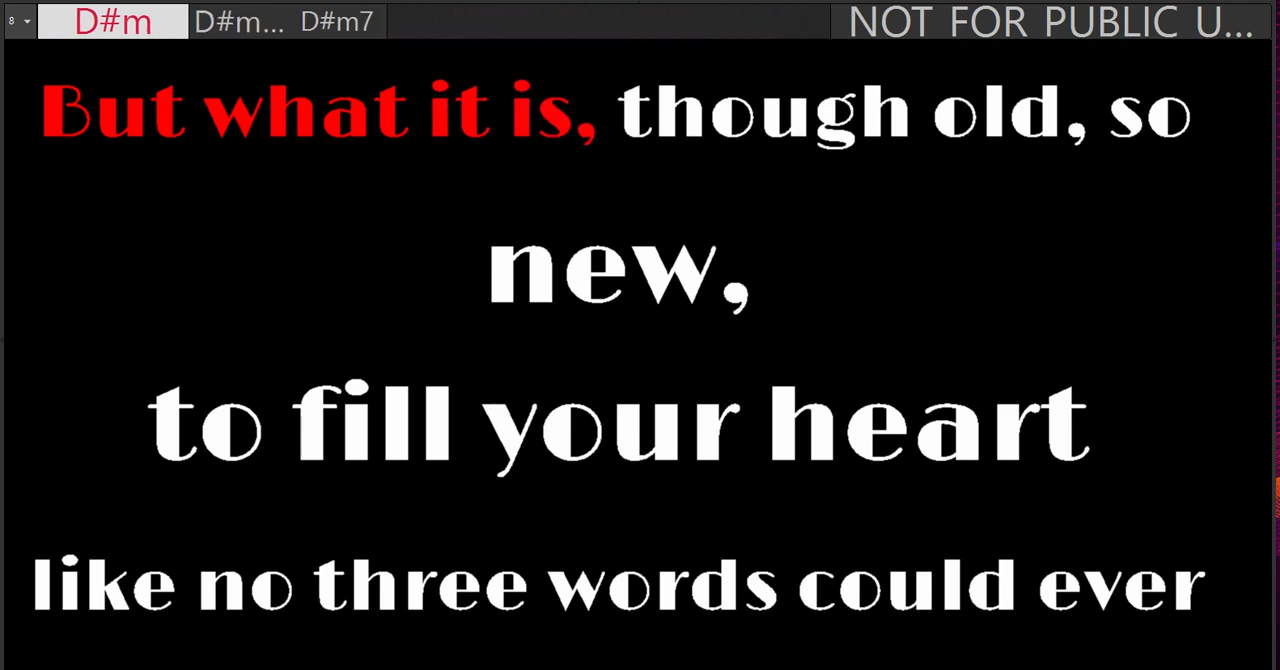 8 D#m D#m... D#m7 NOT FOR PUBLIC U...
But what it is, though old, so
new,
to fill your heart
like no three words could ever